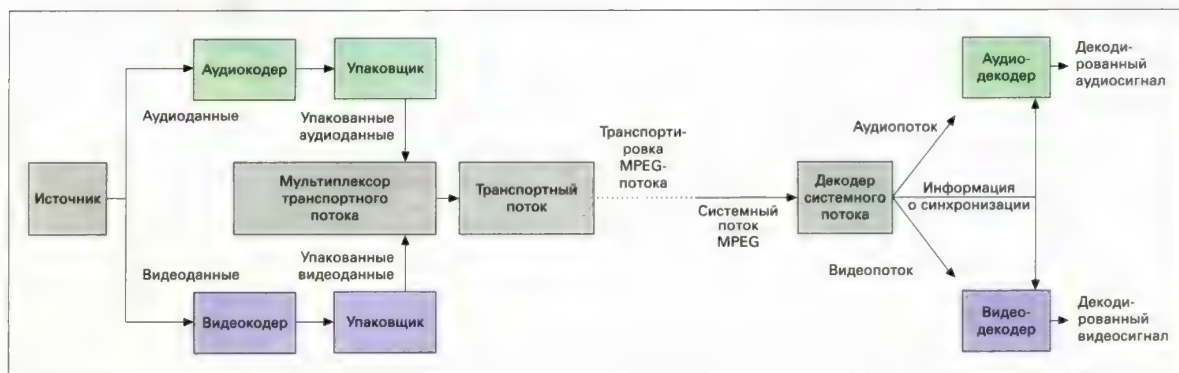 Аудиокодер
Упаковщик
Аудиоданные
Упакованные
аудиоданные
Источник
Мультиплексор
транспортного
потока
Транспортный
поток
Видеоданные
Упакованные
видеоданные
Видеокодер
Упаковщик
Транспорти-
ровка
MPEG-
потока
Системный
поток
MPEG
Декодер
системного
потока
Аудиопоток
Информация
о синхронизации
Видеопоток
Аудио-
декодер
Декоди-
рованный
аудиосигнал
Видео-
декодер
Декоди-
рованный
видеосигнал